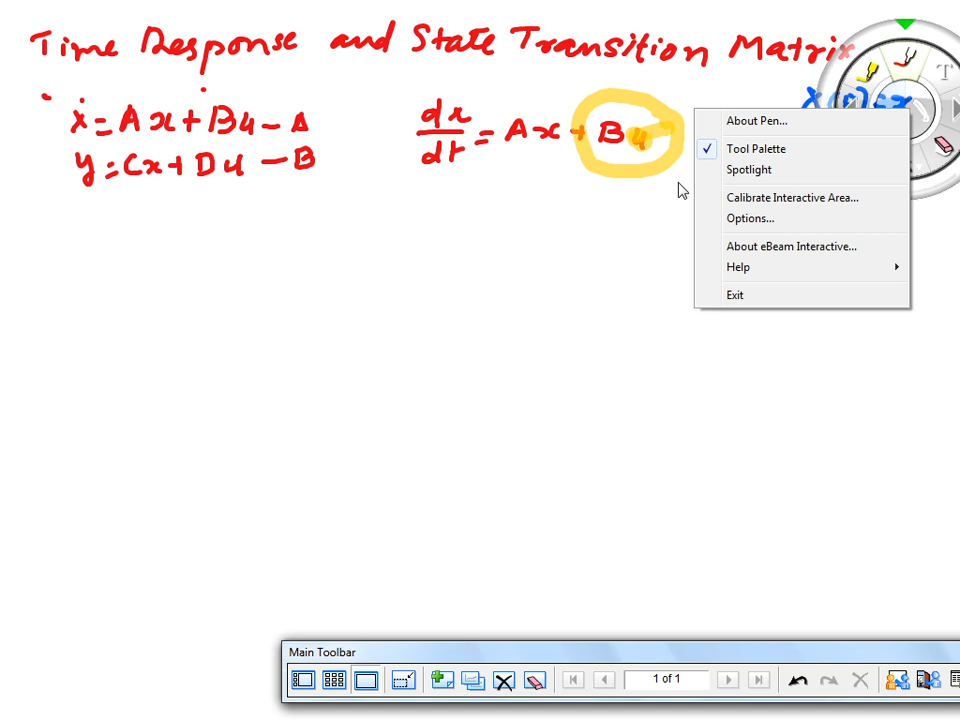 Time Response and State Transition Matrix
ẋ = Ax + Bu - A
dx/dt = Ax + Bu
y = Cx + Du - B
About Pen...
Tool Palette
Spotlight
Calibrate Interactive Area...
Options...
About eBeam Interactive...
Help
Exit
T
Main Toolbar
1 of 1